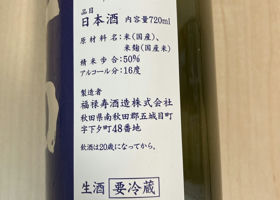 品目
日本酒 内容量720ml
原材料名:米(国産)、
米麹(国産米)
精米歩合:50%
アルコール分:16度
福禄寿酒造株式会社
秋田県南秋田郡五城目町
字下タ町48番地
飲酒は20歳になってから。
生酒 要冷蔵